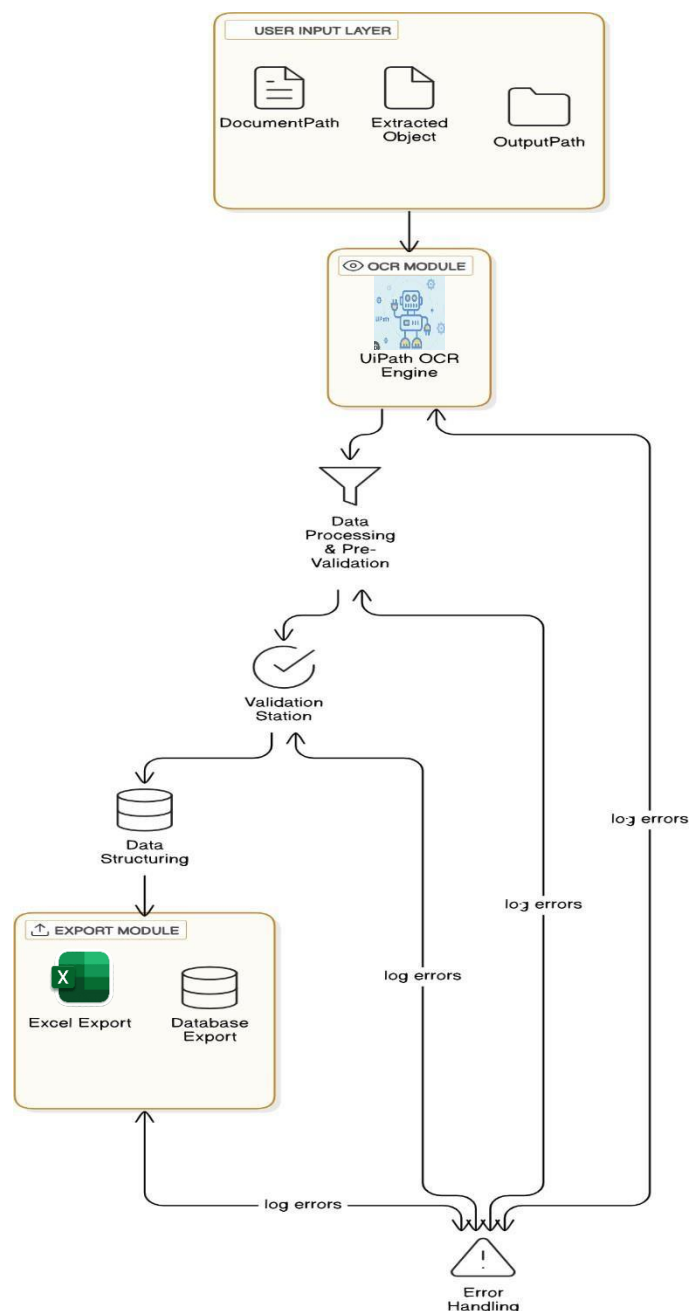 USER INPUT LAYER
DocumentPath
Extracted
Object
OutputPath
OCR MODULE
UiPath
UiPath OCR
Engine
Data
Processing
& Pre-
Validation
Validation
Station
log errors
Data
Structuring
log errors
EXPORT MODULE
X
Excel Export
Database
Export
log errors
log errors
Error
Handling